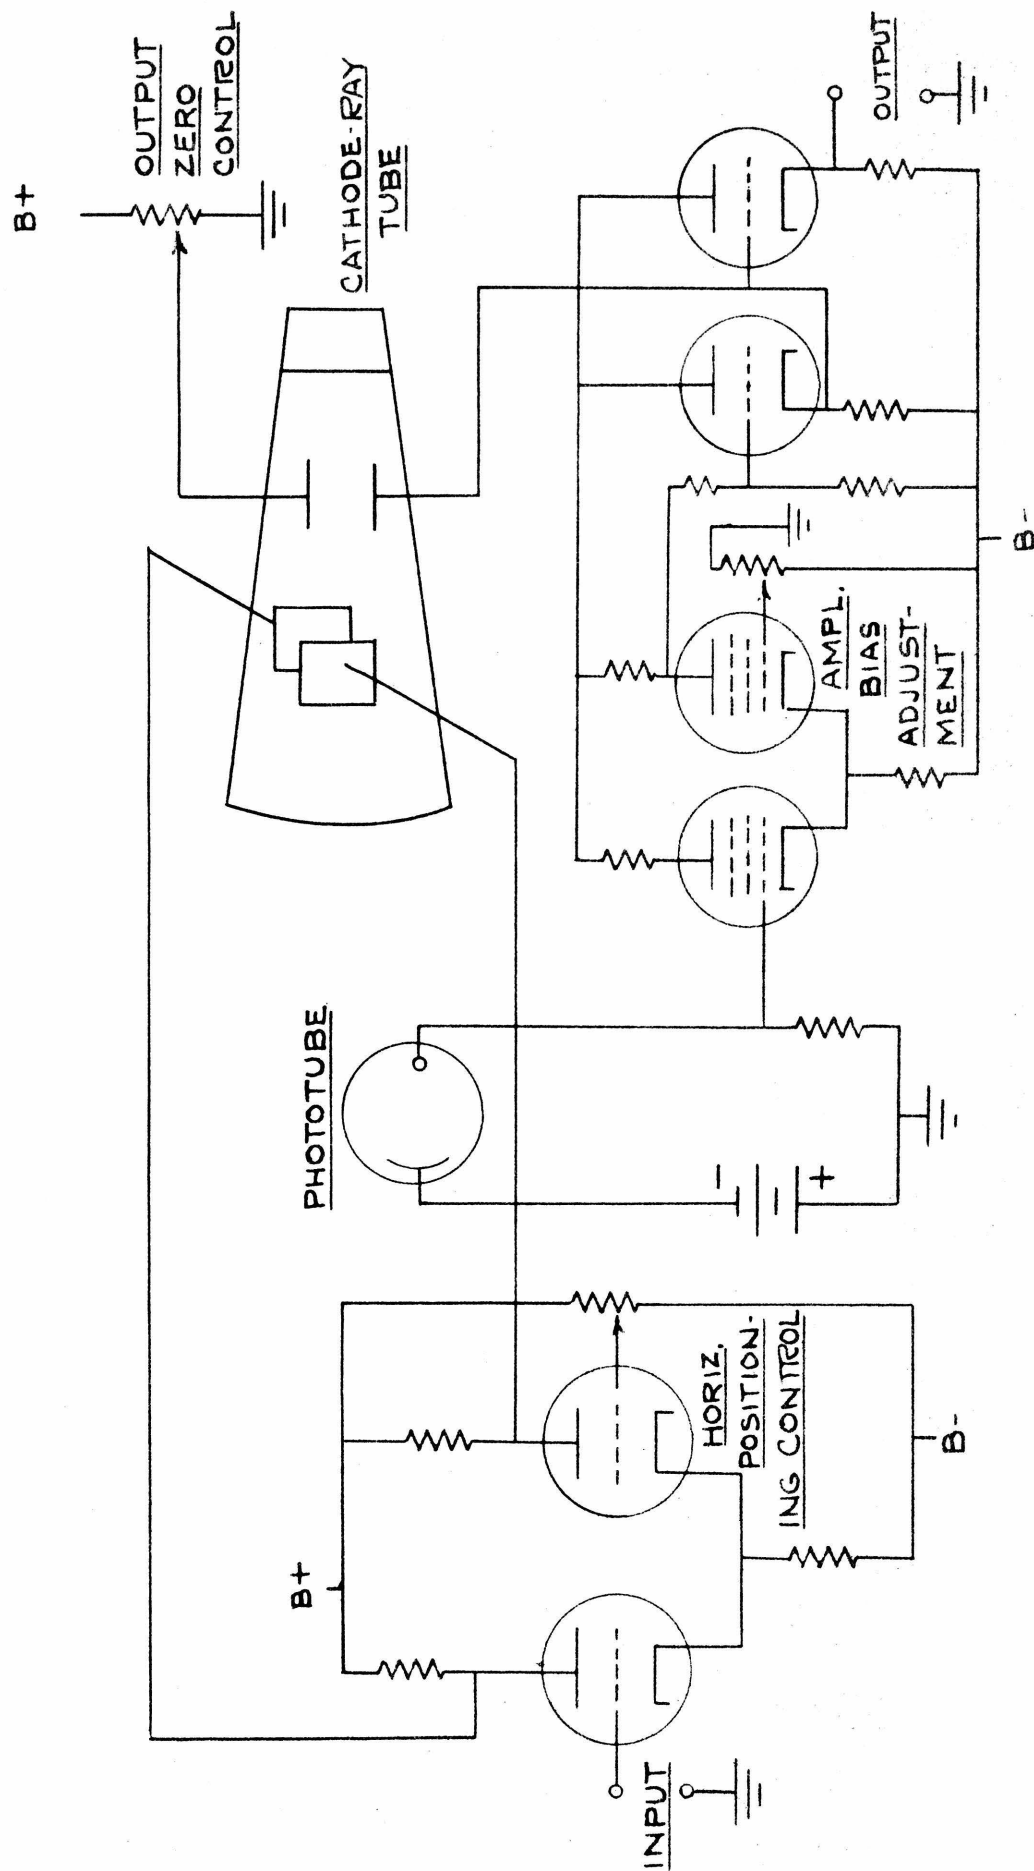 B+
OUTPUT
ZERO
CONTROL
CATHODE-RAY
TUBE
PHOTOTUBE
-
+
B+
INPUT
HORIZ.
POSITION-
ING CONTROL
B-
AMPL.
BIAS
ADJUST-
MENT
B-
OUTPUT